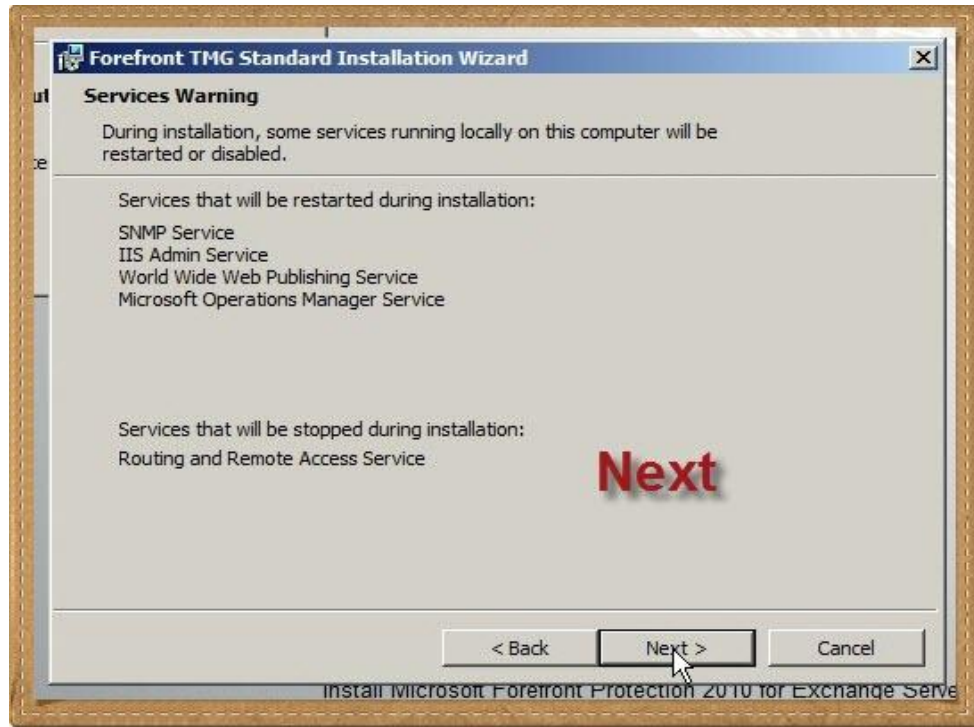 Forefront TMG Standard Installation Wizard
Services Warning
During installation, some services running locally on this computer will be
restarted or disabled.
Services that will be restarted during installation:
SNMP Service
IIS Admin Service
World Wide Web Publishing Service
Microsoft Operations Manager Service
Services that will be stopped during installation:
Routing and Remote Access Service
Next
< Back Next > Cancel
Install Microsoft Forefront Protection 2010 for Exchange Serve